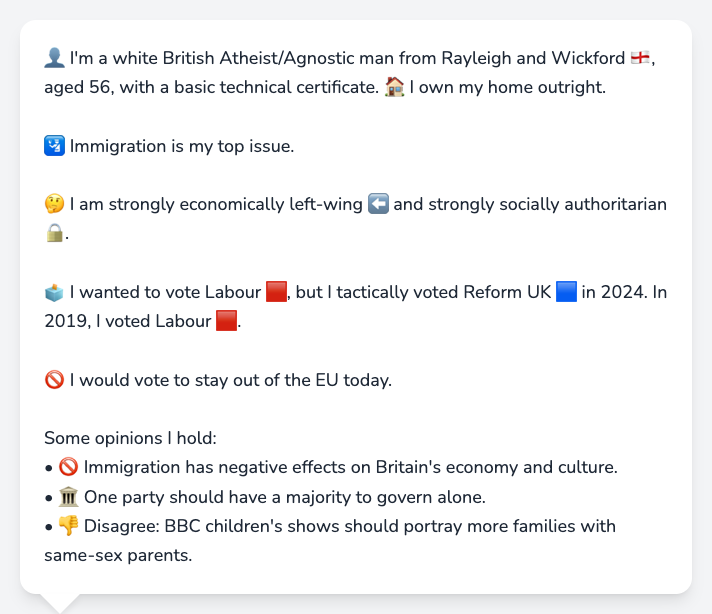 👤 I'm a white British Atheist/Agnostic man from Rayleigh and Wickford 🏴󠁧󠁢󠁥󠁮󠁧󠁿,
aged 56, with a basic technical certificate. 🏠 I own my home outright.
🛂 Immigration is my top issue.
🤔 I am strongly economically left-wing ⬅️ and strongly socially authoritarian
🔒.
🗳️ I wanted to vote Labour 🟥, but I tactically voted Reform UK 🟦 in 2024. In
2019, I voted Labour 🟥.
🚫 I would vote to stay out of the EU today.
Some opinions I hold:
• 🚫 Immigration has negative effects on Britain's economy and culture.
• 🏛️ One party should have a majority to govern alone.
• 👎 Disagree: BBC children's shows should portray more families with
same-sex parents.